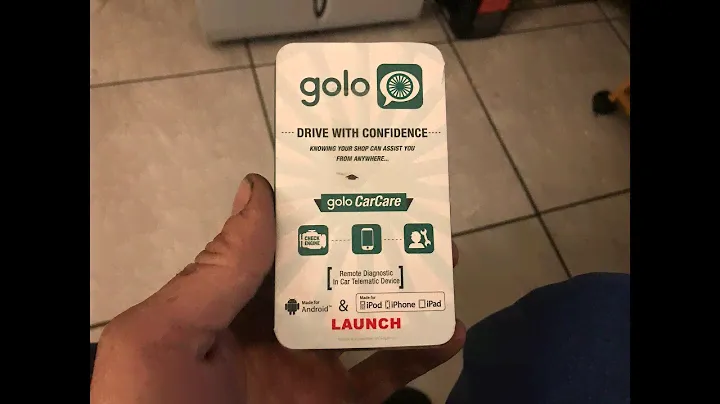 golo
DRIVE WITH CONFIDENCE
KNOWING YOUR SHOP CAN ASSIST YOU
FROM ANYWHERE...
golo CarCare
CHECK
ENGINE
Remote Diagnostic
In Car Telematic Device
Made for
Android™
&
Made for
iPod iPhone iPad
LAUNCH